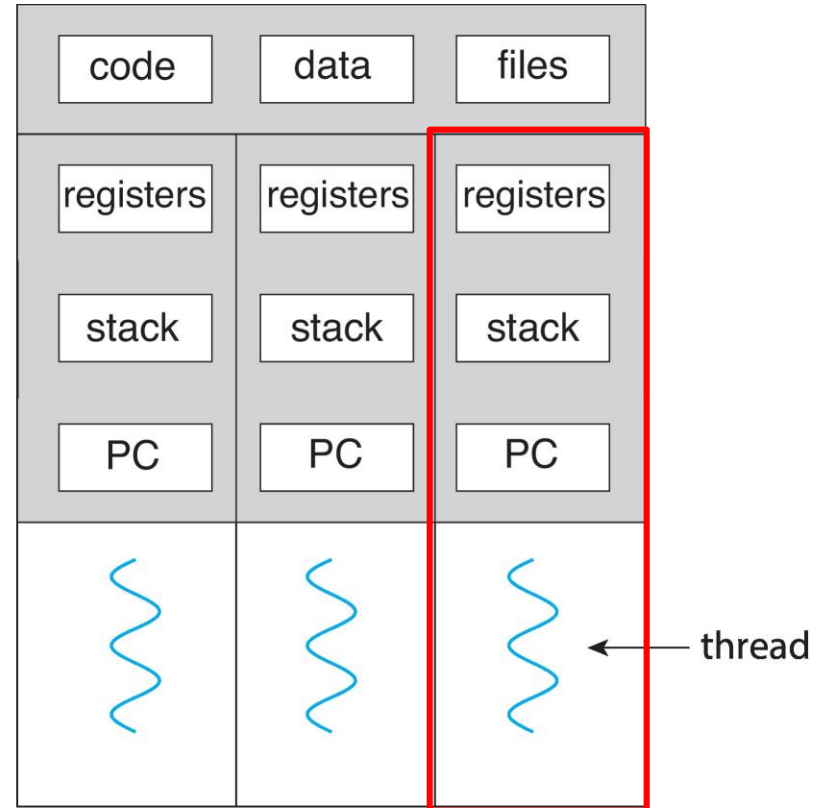 code data files
registers registers registers
stack stack stack
PC PC PC
thread